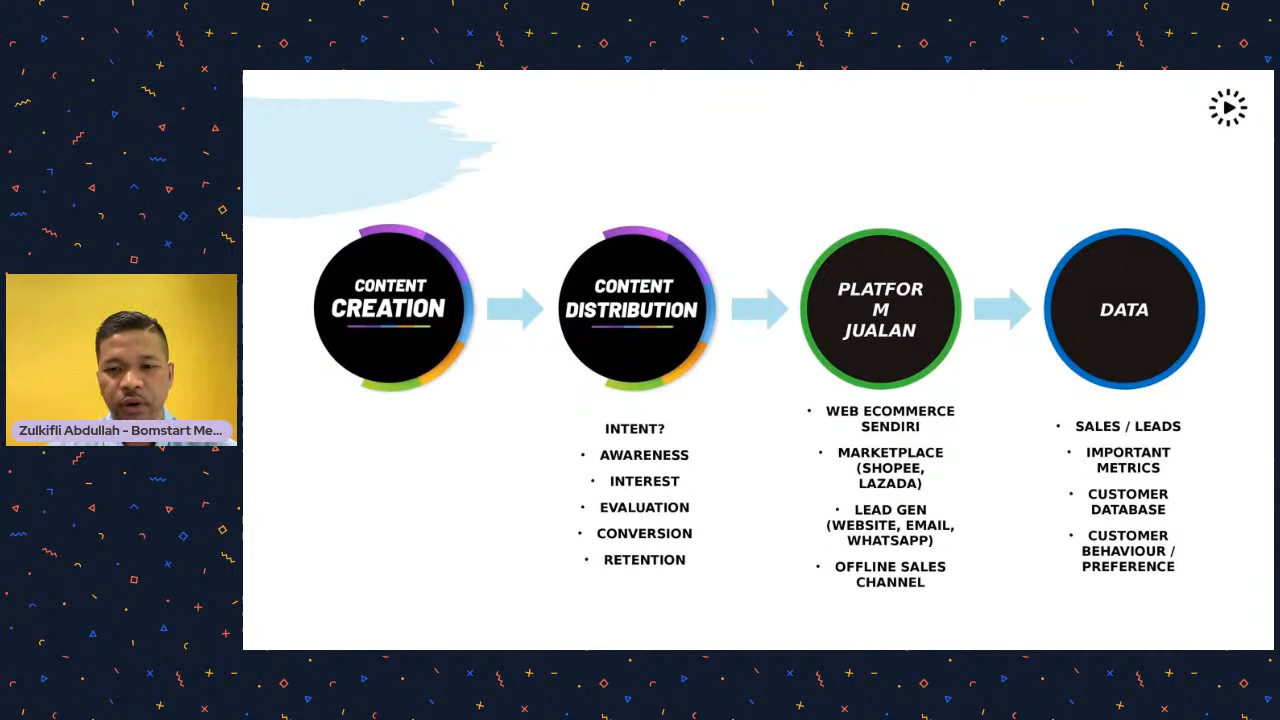 CONTENT
CREATION
CONTENT
DISTRIBUTION
PLATFOR
M
JUALAN
DATA
INTENT?
• AWARENESS
• INTEREST
• EVALUATION
• CONVERSION
• RETENTION
• WEB ECOMMERCE
SENDIRI
• MARKETPLACE
(SHOPEE,
LAZADA)
• LEAD GEN
(WEBSITE, EMAIL,
WHATSAPP)
• OFFLINE SALES
CHANNEL
• SALES / LEADS
• IMPORTANT
METRICS
• CUSTOMER
DATABASE
• CUSTOMER
BEHAVIOUR /
PREFERENCE
Zulkifli Abdullah – Bomstart Me...